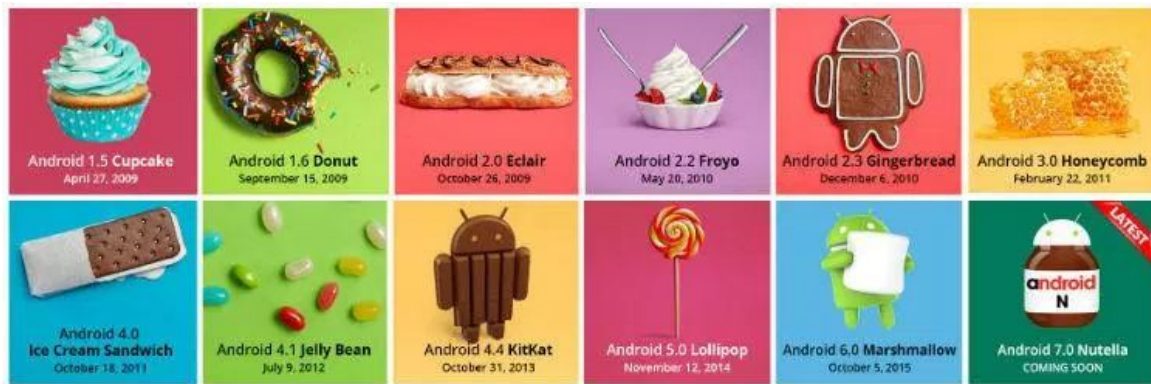 Android 1.5 Cupcake
April 27, 2009
Android 1.6 Donut
September 15, 2009
Android 2.0 Eclair
October 26, 2009
Android 2.2 Froyo
May 20, 2010
Android 2.3 Gingerbread
December 6, 2010
Android 3.0 Honeycomb
February 22, 2011
Android 4.0
Ice Cream Sandwich
October 18, 2011
Android 4.1 Jelly Bean
July 9, 2012
Android 4.4 KitKat
October 31, 2013
Android 5.0 Lollipop
November 12, 2014
Android 6.0 Marshmallow
October 5, 2015
LATEST
android
N
Android 7.0 Nutella
COMING SOON